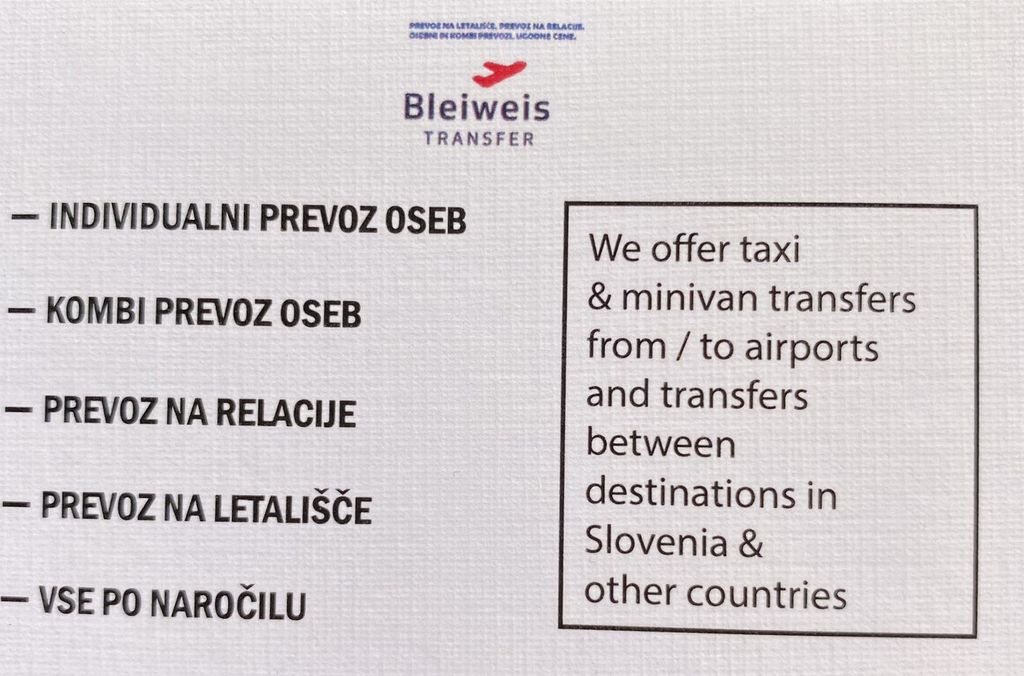 PREVOZ NA LETALIŠČE. PREVOZ NA RELACIJE.
OSEBNI IN KOMBI PREVOZI. UGODNE CENE.
Bleiweis
TRANSFER
— INDIVIDUALNI PREVOZ OSEB
— KOMBI PREVOZ OSEB
— PREVOZ NA RELACIJE
— PREVOZ NA LETALIŠČE
— VSE PO NAROČILU
We offer taxi
& minivan transfers
from / to airports
and transfers
between
destinations in
Slovenia &
other countries